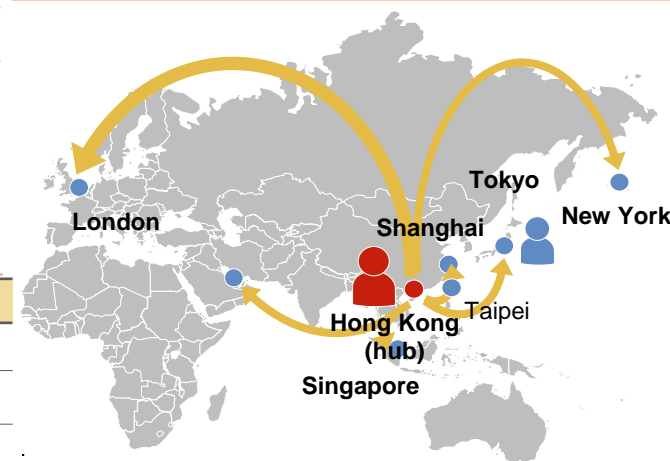 Tokyo
New York
London
Shanghai
Taipei
Hong Kong
(hub)
Singapore